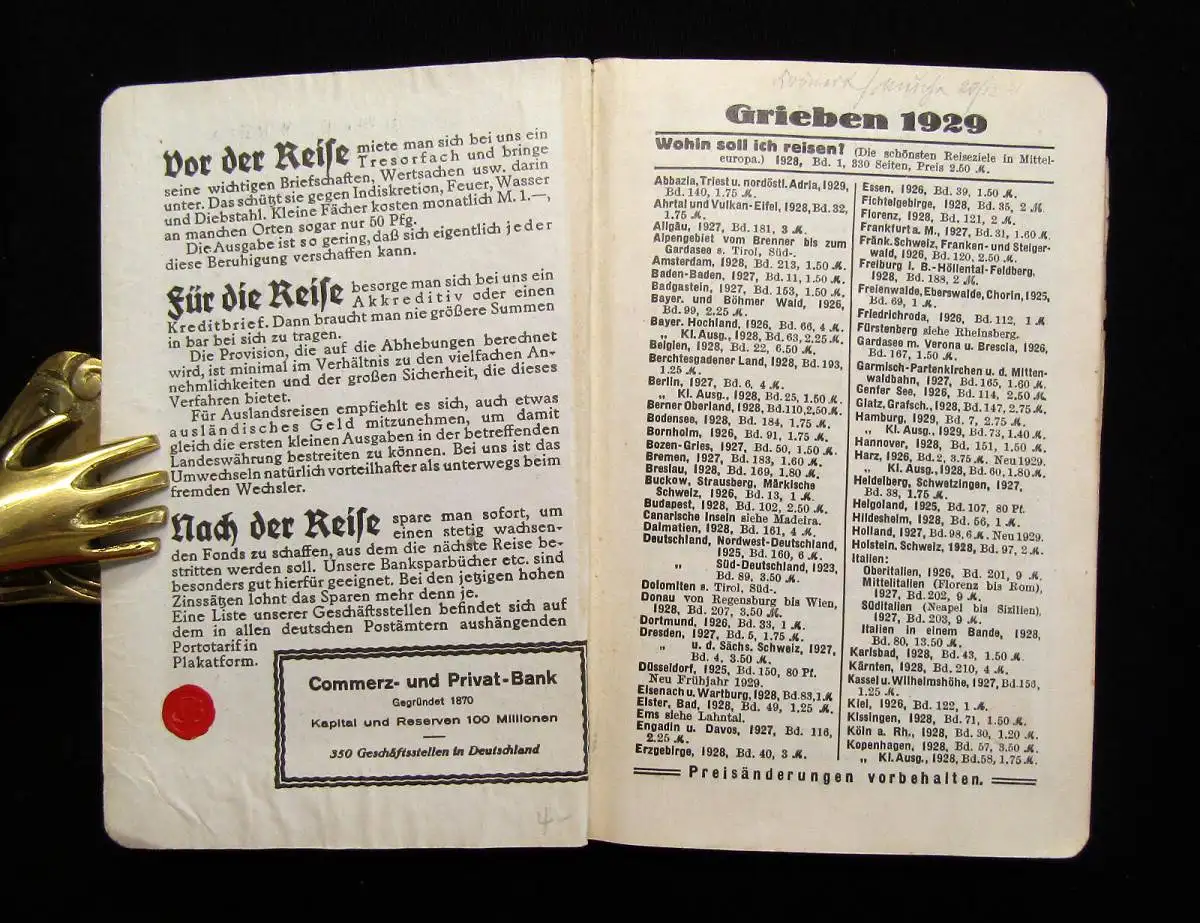 Vor der Reise miete man sich bei uns ein
Tresorfach und bringe
seine wichtigen Briefschaften, Wertsachen usw. darin
unter. Das schützt sie gegen Indiskretion, Feuer, Wasser
und Diebstahl. Kleine Fächer kosten monatlich M. 1.—,
an manchen Orten sogar nur 50 Pfg.
Die Ausgabe ist so gering, daß sich eigentlich jeder
diese Beruhigung verschaffen kann.
Für die Reise besorge man sich bei uns ein
Akkreditiv oder einen
Kreditbrief. Dann braucht man nie größere Summen
in bar bei sich zu tragen.
Die Provision, die auf die Abhebungen berechnet
wird, ist minimal im Verhältnis zu den vielfachen An-
nehmlichkeiten und der großen Sicherheit, die dieses
Verfahren bietet.
Für Auslandsreisen empfiehlt es sich, auch etwas
ausländisches Geld mitzunehmen, um damit
gleich die ersten kleinen Ausgaben in der betreffenden
Landeswährung bestreiten zu können. Bei uns ist das
Umwechseln natürlich vorteilhafter als unterwegs beim
fremden Wechsler.
Nach der Reise spare man sofort, um
einen stetig wachsen-
den Fonds zu schaffen, aus dem die nächste Reise be-
stritten werden soll. Unsere Banksparbücher etc. sind
besonders gut hierfür geeignet. Bei den jetzigen hohen
Zinssätzen lohnt das Sparen mehr denn je.
Eine Liste unserer Geschäftsstellen befindet sich auf
dem in allen deutschen Postämtern aushängenden
Portotarif in
Plakatform.
Commerz- und Privat-Bank
Gegründet 1870
Kapital und Reserven 100 Millionen
350 Geschäftsstellen in Deutschland
4-
Grieben 1929
Wohin soll ich reisen? (Die schönsten Reiseziele in Mittel-
europa.) 1928, Bd. 1, 330 Seiten, Preis 2.50 ℳ.
Abbazia, Triest u. nordöstl. Adria, 1929,
Bd. 140, 1.75 ℳ.
Ahrtal und Vulkan-Eifel, 1928, Bd. 32,
1.75 ℳ.
Allgäu, 1927, Bd. 181, 3 ℳ.
Alpengebiet vom Brenner bis zum
Gardasee s. Tirol, Süd-.
Amsterdam, 1928, Bd. 213, 1.50 ℳ.
Baden-Baden, 1927, Bd. 11, 1.50 ℳ.
Badgastein, 1927, Bd. 153, 1.50 ℳ.
Bayer. und Böhmer Wald, 1926,
Bd. 99, 2.25 ℳ.
Bayer. Hochland, 1926, Bd. 66, 4 ℳ.
„ Kl. Ausg., 1928, Bd. 63, 2.25 ℳ.
Belgien, 1928, Bd. 22, 6.50 ℳ.
Berchtesgadener Land, 1928, Bd. 193,
1.25 ℳ.
Berlin, 1927, Bd. 6, 4 ℳ.
„ Kl. Ausg., 1928, Bd. 25, 1.50 ℳ.
Berner Oberland, 1928, Bd. 110, 2.50 ℳ.
Bodensee, 1928, Bd. 184, 1.75 ℳ.
Bornholm, 1926, Bd. 91, 1.75 ℳ.
Bozen-Gries, 1927, Bd. 50, 1.50 ℳ.
Bremen, 1927, Bd. 183, 1.60 ℳ.
Breslau, 1928, Bd. 169, 1.80 ℳ.
Buckow, Strausberg, Märkische
Schweiz, 1926, Bd. 13, 1 ℳ.
Budapest, 1928, Bd. 102, 2.50 ℳ.
Canarische Inseln siehe Madeira.
Dalmatien, 1928, Bd. 161, 4 ℳ.
Deutschland, Nordwest-Deutschland,
1925, Bd. 160, 6 ℳ.
„ Süd-Deutschland, 1923,
Bd. 89, 3.50 ℳ.
Dolomiten s. Tirol, Süd-.
Donau von Regensburg bis Wien,
1928, Bd. 207, 3.50 ℳ.
Dortmund, 1926, Bd. 33, 1 ℳ.
Dresden, 1927, Bd. 5, 1.75 ℳ.
„ u. d. Sächs. Schweiz, 1927,
Bd. 4, 3.50 ℳ.
Düsseldorf, 1925, Bd. 150, 80 Pf.
Neu Frühjahr 1929.
Eisenach u. Wartburg, 1928, Bd. 83, 1 ℳ
Elster, Bad, 1928, Bd. 49, 1,25 ℳ.
Ems siehe Lahntal.
Engadin u. Davos, 1927, Bd. 116,
2.25 ℳ.
Erzgebirge, 1928, Bd. 40, 3 ℳ.
Essen, 1926, Bd. 39, 1.50 ℳ.
Fichtelgebirge, 1928, Bd. 35, 2 ℳ.
Florenz, 1928, Bd. 121, 2 ℳ.
Frankfurt a. M., 1927, Bd. 31, 1.60 ℳ.
Fränk. Schweiz, Franken- und Steiger-
wald, 1926, Bd. 120, 2.50 ℳ.
Freiburg i. B.-Höllental-Feldberg,
1928, Bd. 188, 2 ℳ.
Freienwalde, Eberswalde, Chorin, 1925,
Bd. 69, 1 ℳ.
Friedrichroda, 1926, Bd. 112, 1 ℳ
Fürstenberg siehe Rheinsberg.
Gardasee m. Verona u. Brescia, 1926,
Bd. 167, 1.50 ℳ.
Garmisch-Partenkirchen u. d. Mitten-
waldbahn, 1927, Bd. 165, 1.60 ℳ.
Genfer See, 1926, Bd. 114, 2.50 ℳ.
Glatz, Grafsch., 1928, Bd. 147, 2.75 ℳ.
Hamburg, 1929, Bd. 7, 2.75 ℳ.
„ Kl. Ausg., 1929, Bd. 73, 1.40 ℳ.
Hannover, 1928, Bd. 151, 1.50 ℳ.
Harz, 1926, Bd. 2, 3.75 ℳ. Neu 1929.
„ Kl. Ausg., 1928, Bd. 60, 1.80 ℳ.
Heidelberg, Schwetzingen, 1927,
Bd. 38, 1.75 ℳ.
Helgoland, 1925, Bd. 107, 80 Pf.
Hildesheim, 1928, Bd. 56, 1 ℳ.
Holland, 1927, Bd. 98, 6 ℳ. Neu 1929.
Holstein. Schweiz, 1928, Bd. 97, 2 ℳ.
Italien:
Oberitalien, 1926, Bd. 201, 9 ℳ.
Mittelitalien (Florenz bis Rom),
1927, Bd. 202, 9 ℳ.
Süditalien (Neapel bis Sizilien),
1927, Bd. 203, 9 ℳ.
Italien in einem Bande, 1928,
Bd. 80, 13.50 ℳ.
Karlsbad, 1928, Bd. 43, 1.50 ℳ.
Kärnten, 1928, Bd. 210, 4 ℳ.
Kassel u. Wilhelmshöhe, 1927, Bd. 156,
1.25 ℳ.
Kiel, 1926, Bd. 122, 1 ℳ.
Kissingen, 1928, Bd. 71, 1.50 ℳ.
Köln a. Rh., 1928, Bd. 30, 1.20 ℳ.
Kopenhagen, 1928, Bd. 57, 3.50 ℳ.
„ Kl. Ausg., 1928, Bd. 58, 1.75 ℳ.
Preisänderungen vorbehalten.